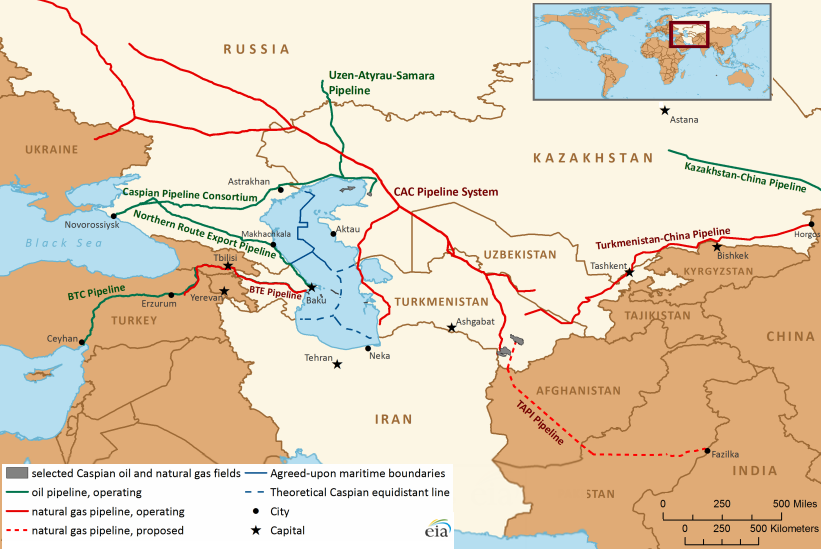 RUSSIA
Uzen-Atyrau-Samara
Pipeline
Astana
UKRAINE
KAZAKHSTAN
Kazakhstan-China Pipeline
Astrakhan
Caspian Pipeline Consortium
CAC Pipeline System
Novorossiysk
Northern Route Export Pipeline
Makhachkala
Aktau
Turkmenistan-China Pipeline
Horgos
Black Sea
Bishkek
Tbilisi
UZBEKISTAN
Tashkent
KYRGYZSTAN
BTC Pipeline
Erzurum
Yerevan
BTE Pipeline
Baku
TURKMENISTAN
TAJIKISTAN
TURKEY
Ashgabat
CHINA
Ceyhan
Neka
Tehran
AFGHANISTAN
IRAN
TAPI Pipeline
Fazilka
INDIA
STAN
selected Caspian oil and natural gas fields
oil pipeline, operating
natural gas pipeline, operating
natural gas pipeline, proposed
Agreed-upon maritime boundaries
Theoretical Caspian equidistant line
City
Capital
eia
0 250 500 Miles
0 250 500 Kilometers